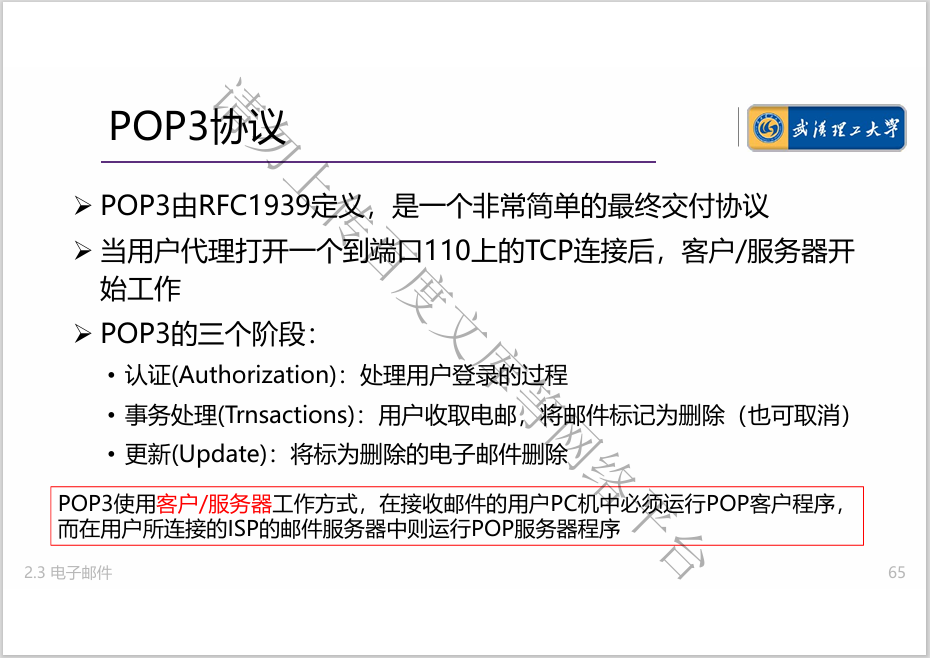 POP3协议
武汉理工大学
POP3由RFC1939定义，是一个非常简单的最终交付协议
当用户代理打开一个到端口110上的TCP连接后，客户/服务器开
始工作
POP3的三个阶段：
• 认证(Authorization)：处理用户登录的过程
• 事务处理(Trnsactions)：用户收取电邮，将邮件标记为删除（也可取消）
• 更新(Update)：将标为删除的电子邮件删除
POP3使用客户/服务器工作方式，在接收邮件的用户PC机中必须运行POP客户程序，
而在用户所连接的ISP的邮件服务器中则运行POP服务器程序
2.3 电子邮件
65
请勿上传百度文库等网络平台